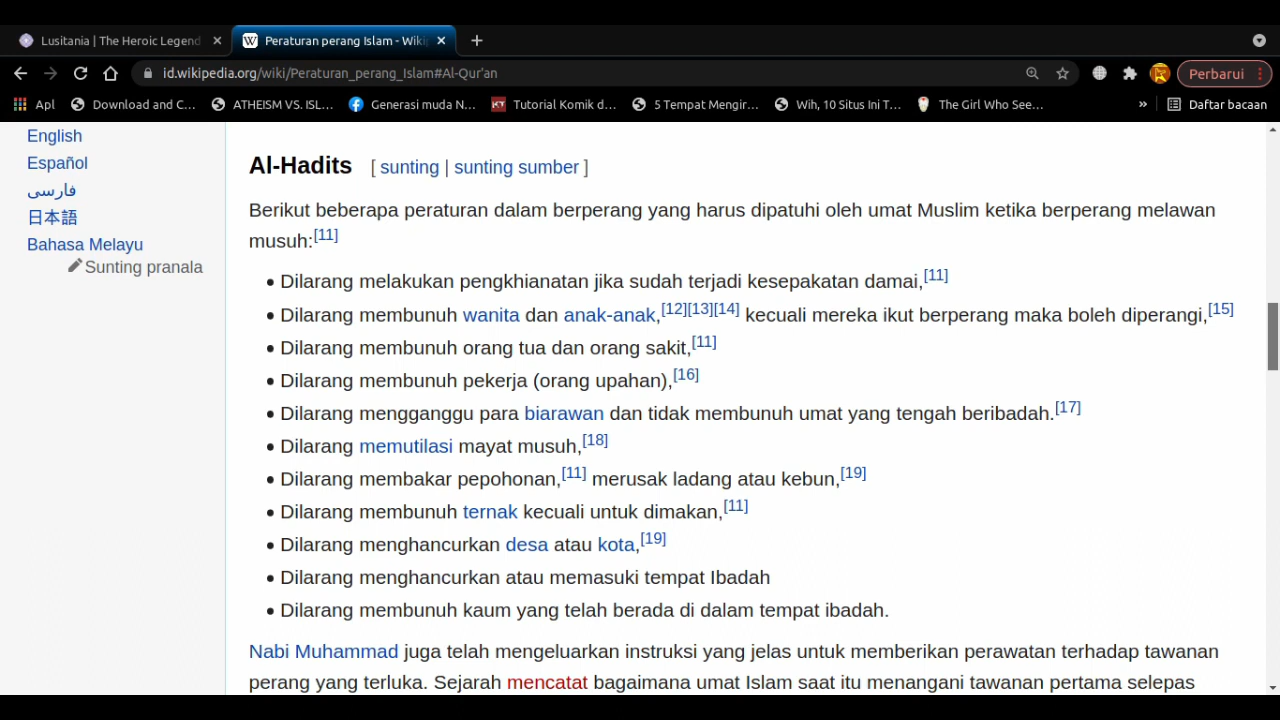 Lusitania | The Heroic Legend
Peraturan perang Islam - Wiki
id.wikipedia.org/wiki/Peraturan_perang_Islam#Al-Qur'an
Perbarui
Apl
Download and C...
ATHEISM VS. ISL...
Generasi muda N...
Tutorial Komik d...
5 Tempat Mengir...
Wih, 10 Situs Ini T...
The Girl Who See...
»
Daftar bacaan
English
Español
فارسی
日本語
Bahasa Melayu
Sunting pranala
Al-Hadits [ sunting | sunting sumber ]
Berikut beberapa peraturan dalam berperang yang harus dipatuhi oleh umat Muslim ketika berperang melawan
musuh:[11]
• Dilarang melakukan pengkhianatan jika sudah terjadi kesepakatan damai,[11]
• Dilarang membunuh wanita dan anak-anak,[12][13][14] kecuali mereka ikut berperang maka boleh diperangi,[15]
• Dilarang membunuh orang tua dan orang sakit,[11]
• Dilarang membunuh pekerja (orang upahan),[16]
• Dilarang mengganggu para biarawan dan tidak membunuh umat yang tengah beribadah.[17]
• Dilarang memutilasi mayat musuh,[18]
• Dilarang membakar pepohonan,[11] merusak ladang atau kebun,[19]
• Dilarang membunuh ternak kecuali untuk dimakan,[11]
• Dilarang menghancurkan desa atau kota,[19]
• Dilarang menghancurkan atau memasuki tempat Ibadah
• Dilarang membunuh kaum yang telah berada di dalam tempat ibadah.
Nabi Muhammad juga telah mengeluarkan instruksi yang jelas untuk memberikan perawatan terhadap tawanan
perang yang terluka. Sejarah mencatat bagaimana umat Islam saat itu menangani tawanan pertama selepas